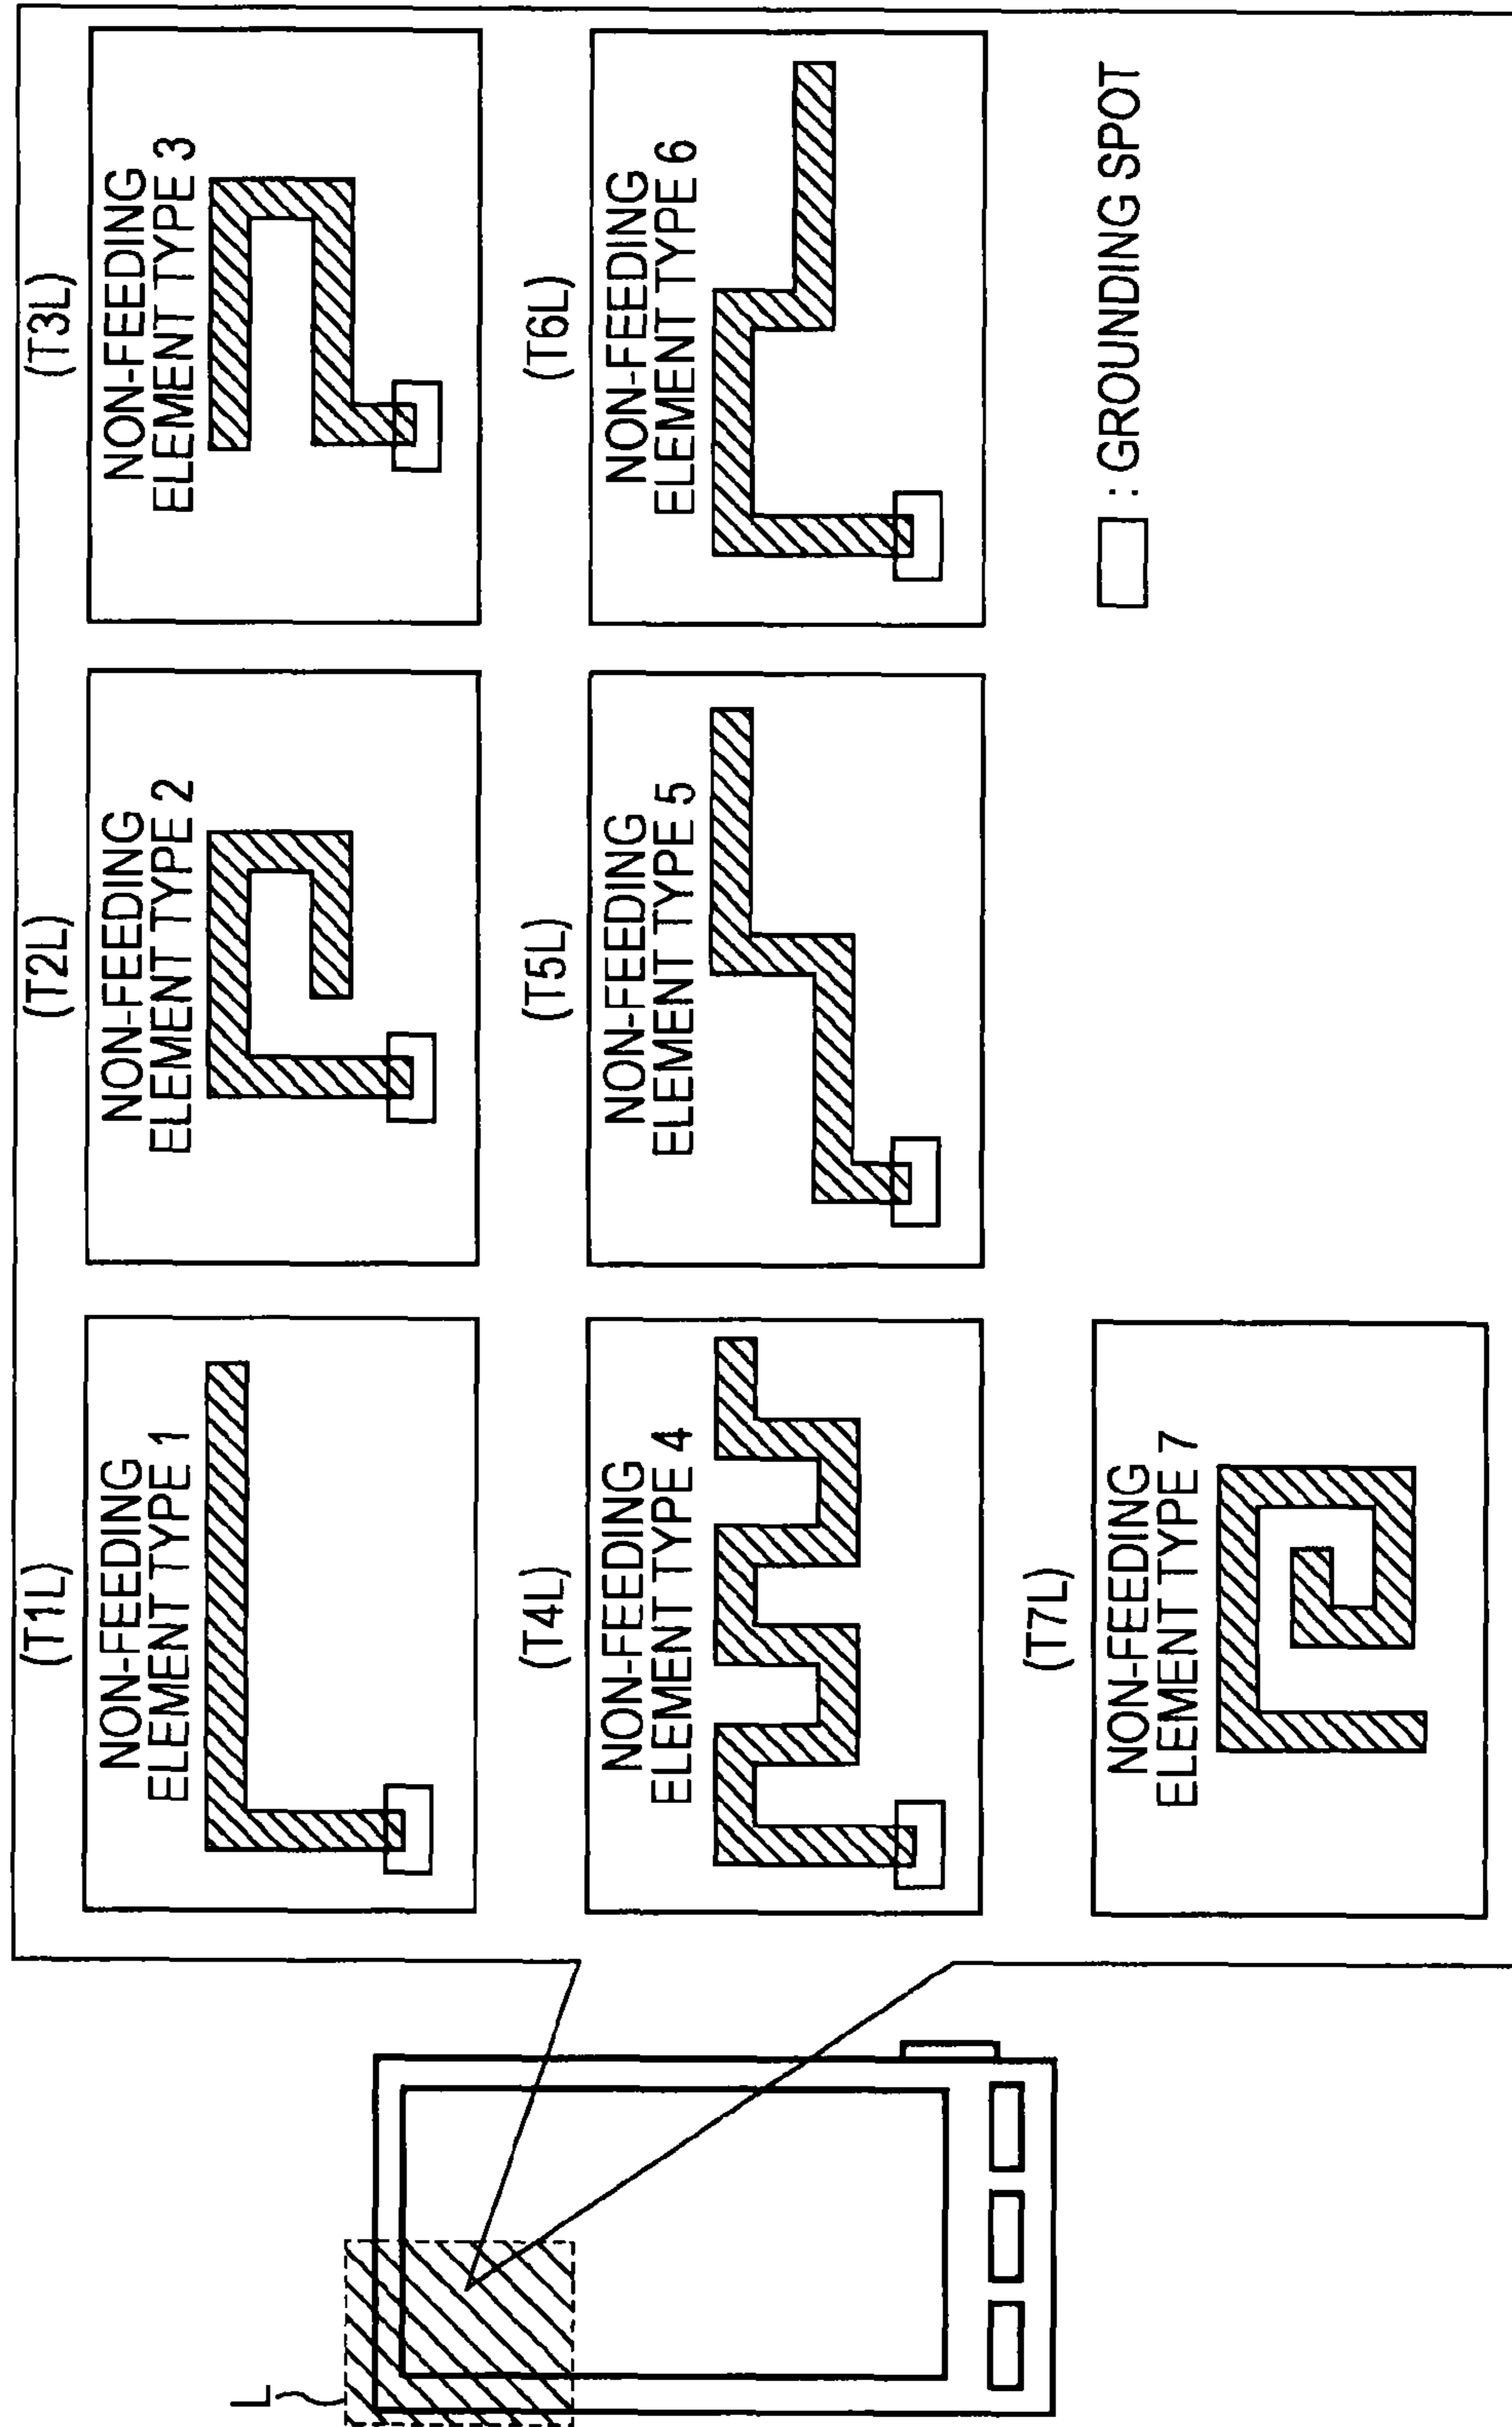 (T1L)
NON-FEEDING
ELEMENT TYPE 1
(T2L)
NON-FEEDING
ELEMENT TYPE 2
(T3L)
NON-FEEDING
ELEMENT TYPE 3
(T4L)
NON-FEEDING
ELEMENT TYPE 4
(T5L)
NON-FEEDING
ELEMENT TYPE 5
(T6L)
NON-FEEDING
ELEMENT TYPE 6
(T7L)
NON-FEEDING
ELEMENT TYPE 7
: GROUNDING SPOT
L